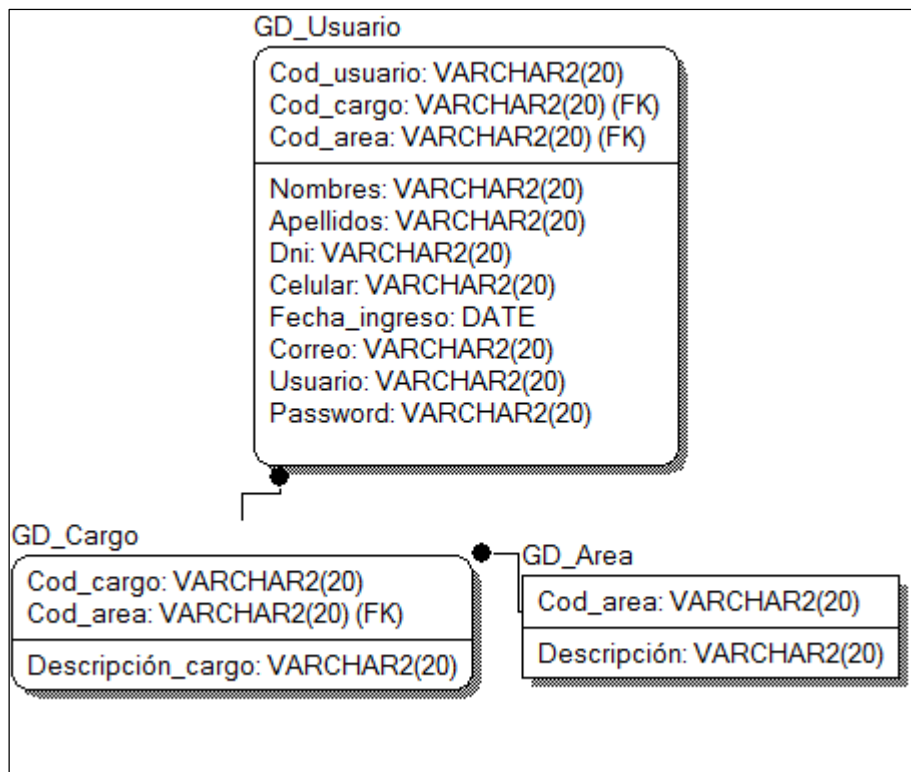 GD_Usuario
Cod_usuario: VARCHAR2(20)
Cod_cargo: VARCHAR2(20) (FK)
Cod_area: VARCHAR2(20) (FK)
Nombres: VARCHAR2(20)
Apellidos: VARCHAR2(20)
Dni: VARCHAR2(20)
Celular: VARCHAR2(20)
Fecha_ingreso: DATE
Correo: VARCHAR2(20)
Usuario: VARCHAR2(20)
Password: VARCHAR2(20)
GD_Cargo
Cod_cargo: VARCHAR2(20)
Cod_area: VARCHAR2(20) (FK)
Descripción_cargo: VARCHAR2(20)
GD_Area
Cod_area: VARCHAR2(20)
Descripción: VARCHAR2(20)